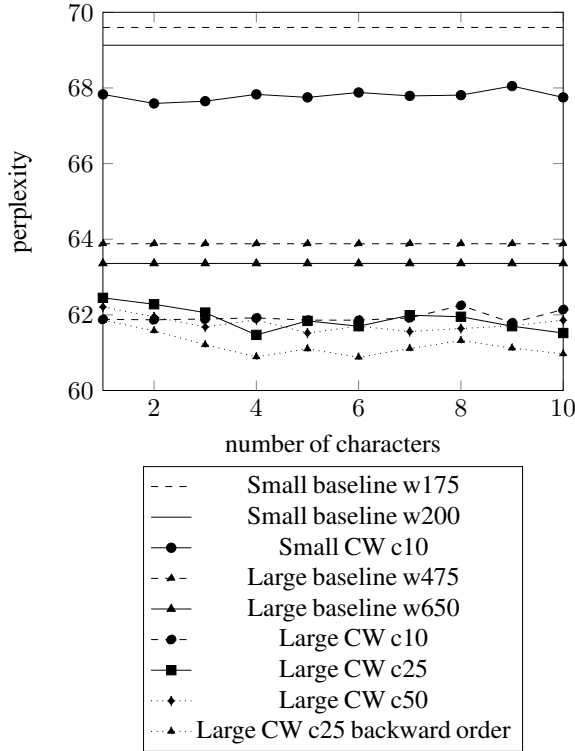 70
68
66
64
62
60
perplexity
2 4 6 8 10
number of characters
Small baseline w175
Small baseline w200
Small CW c10
Large baseline w475
Large baseline w650
Large CW c10
Large CW c25
Large CW c50
Large CW c25 backward order